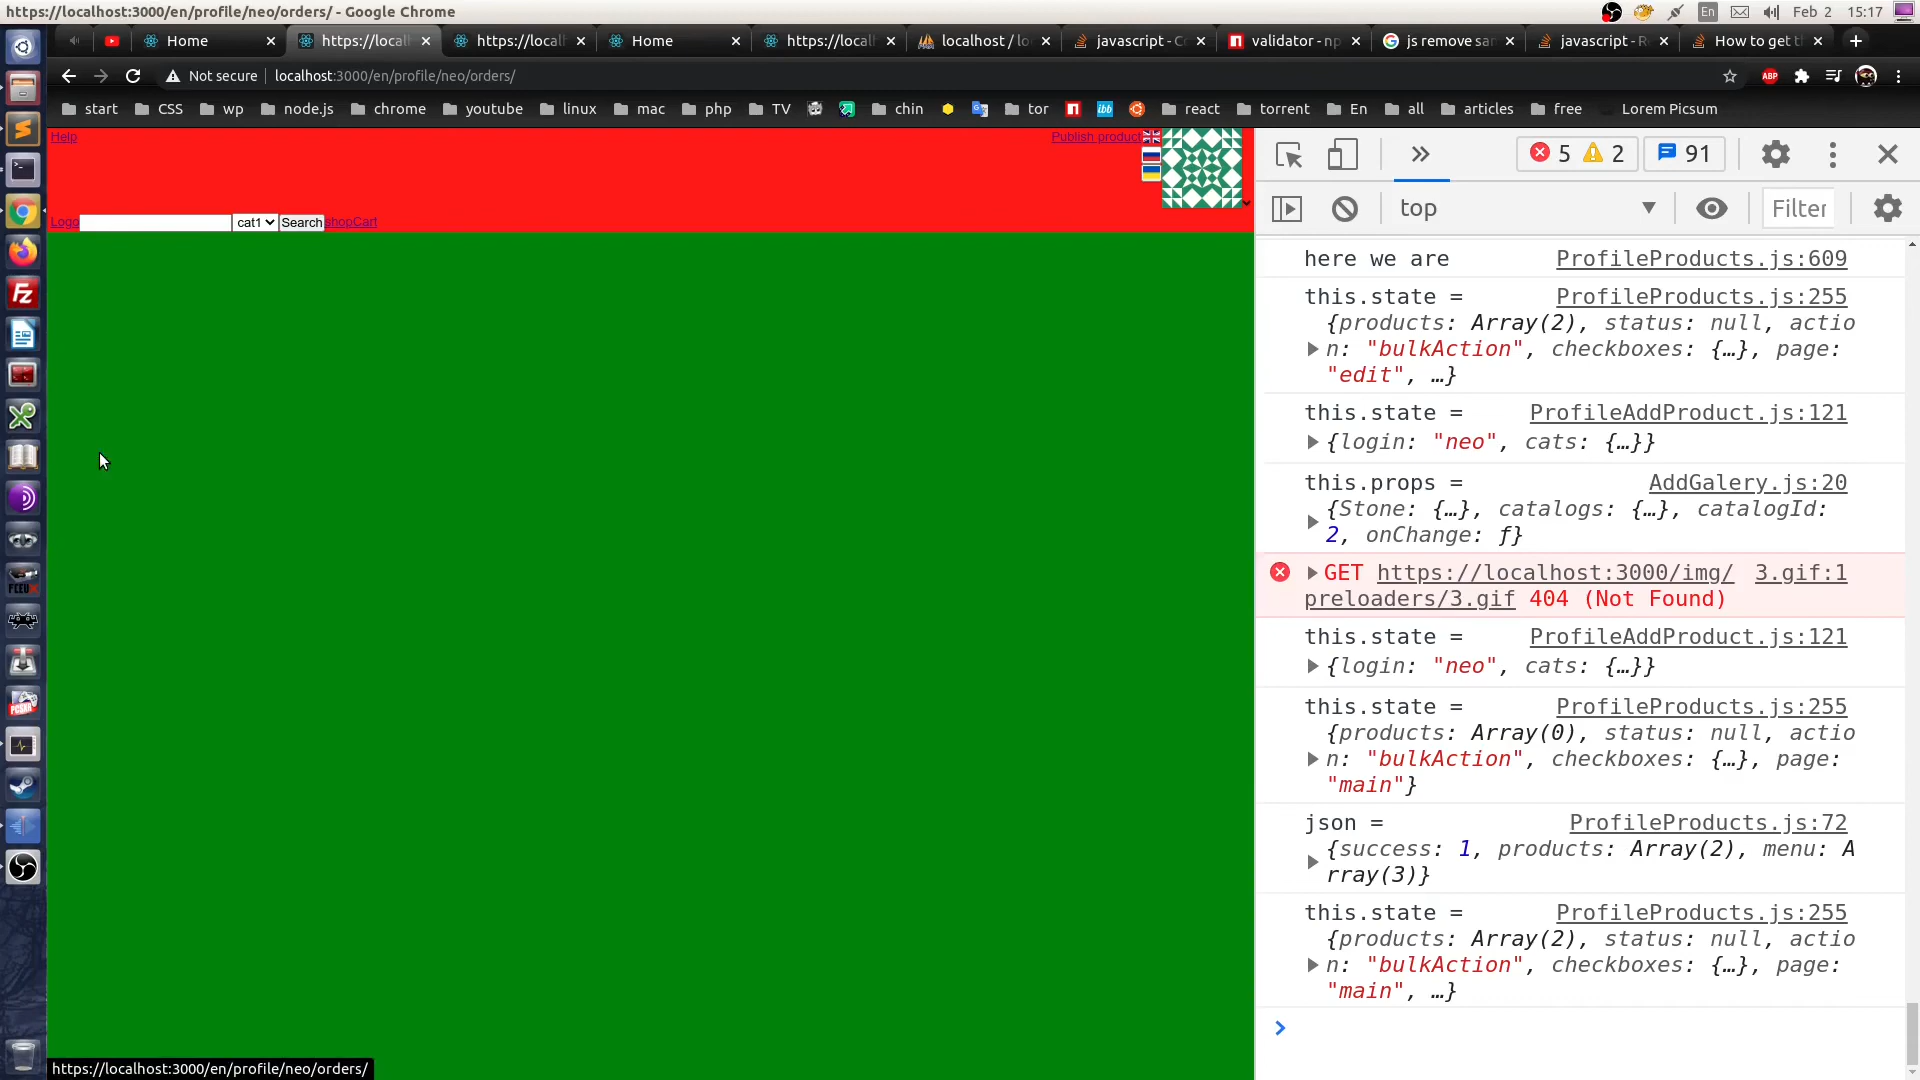 https://localhost:3000/en/profile/neo/orders/ - Google Chrome
En
Feb 2 15:17
Home
https://local
https://local
Home
https://local
localhost / lo
javascript - C
validator - np
js remove sa
javascript - R
How to get t
Not secure
localhost:3000/en/profile/neo/orders/
ABP
start
CSS
wp
node.js
chrome
youtube
linux
mac
php
TV
chin
tor
ibb
react
torrent
En
all
articles
free
Lorem Picsum
Help
Publish product
Logo
cat1
Search
shopCart
5
2
91
top
Filter
here we are ProfileProducts.js:609
this.state = ProfileProducts.js:255
{products: Array(2), status: null, actio
n: "bulkAction", checkboxes: {…}, page:
"edit", …}
this.state = ProfileAddProduct.js:121
{login: "neo", cats: {…}}
this.props = AddGalery.js:20
{Stone: {…}, catalogs: {…}, catalogId:
2, onChange: ƒ}
GET https://localhost:3000/img/ 3.gif:1
preloaders/3.gif 404 (Not Found)
this.state = ProfileAddProduct.js:121
{login: "neo", cats: {…}}
this.state = ProfileProducts.js:255
{products: Array(0), status: null, actio
n: "bulkAction", checkboxes: {…}, page:
"main"}
json = ProfileProducts.js:72
{success: 1, products: Array(2), menu: A
rray(3)}
this.state = ProfileProducts.js:255
{products: Array(2), status: null, actio
n: "bulkAction", checkboxes: {…}, page:
"main", …}
https://localhost:3000/en/profile/neo/orders/